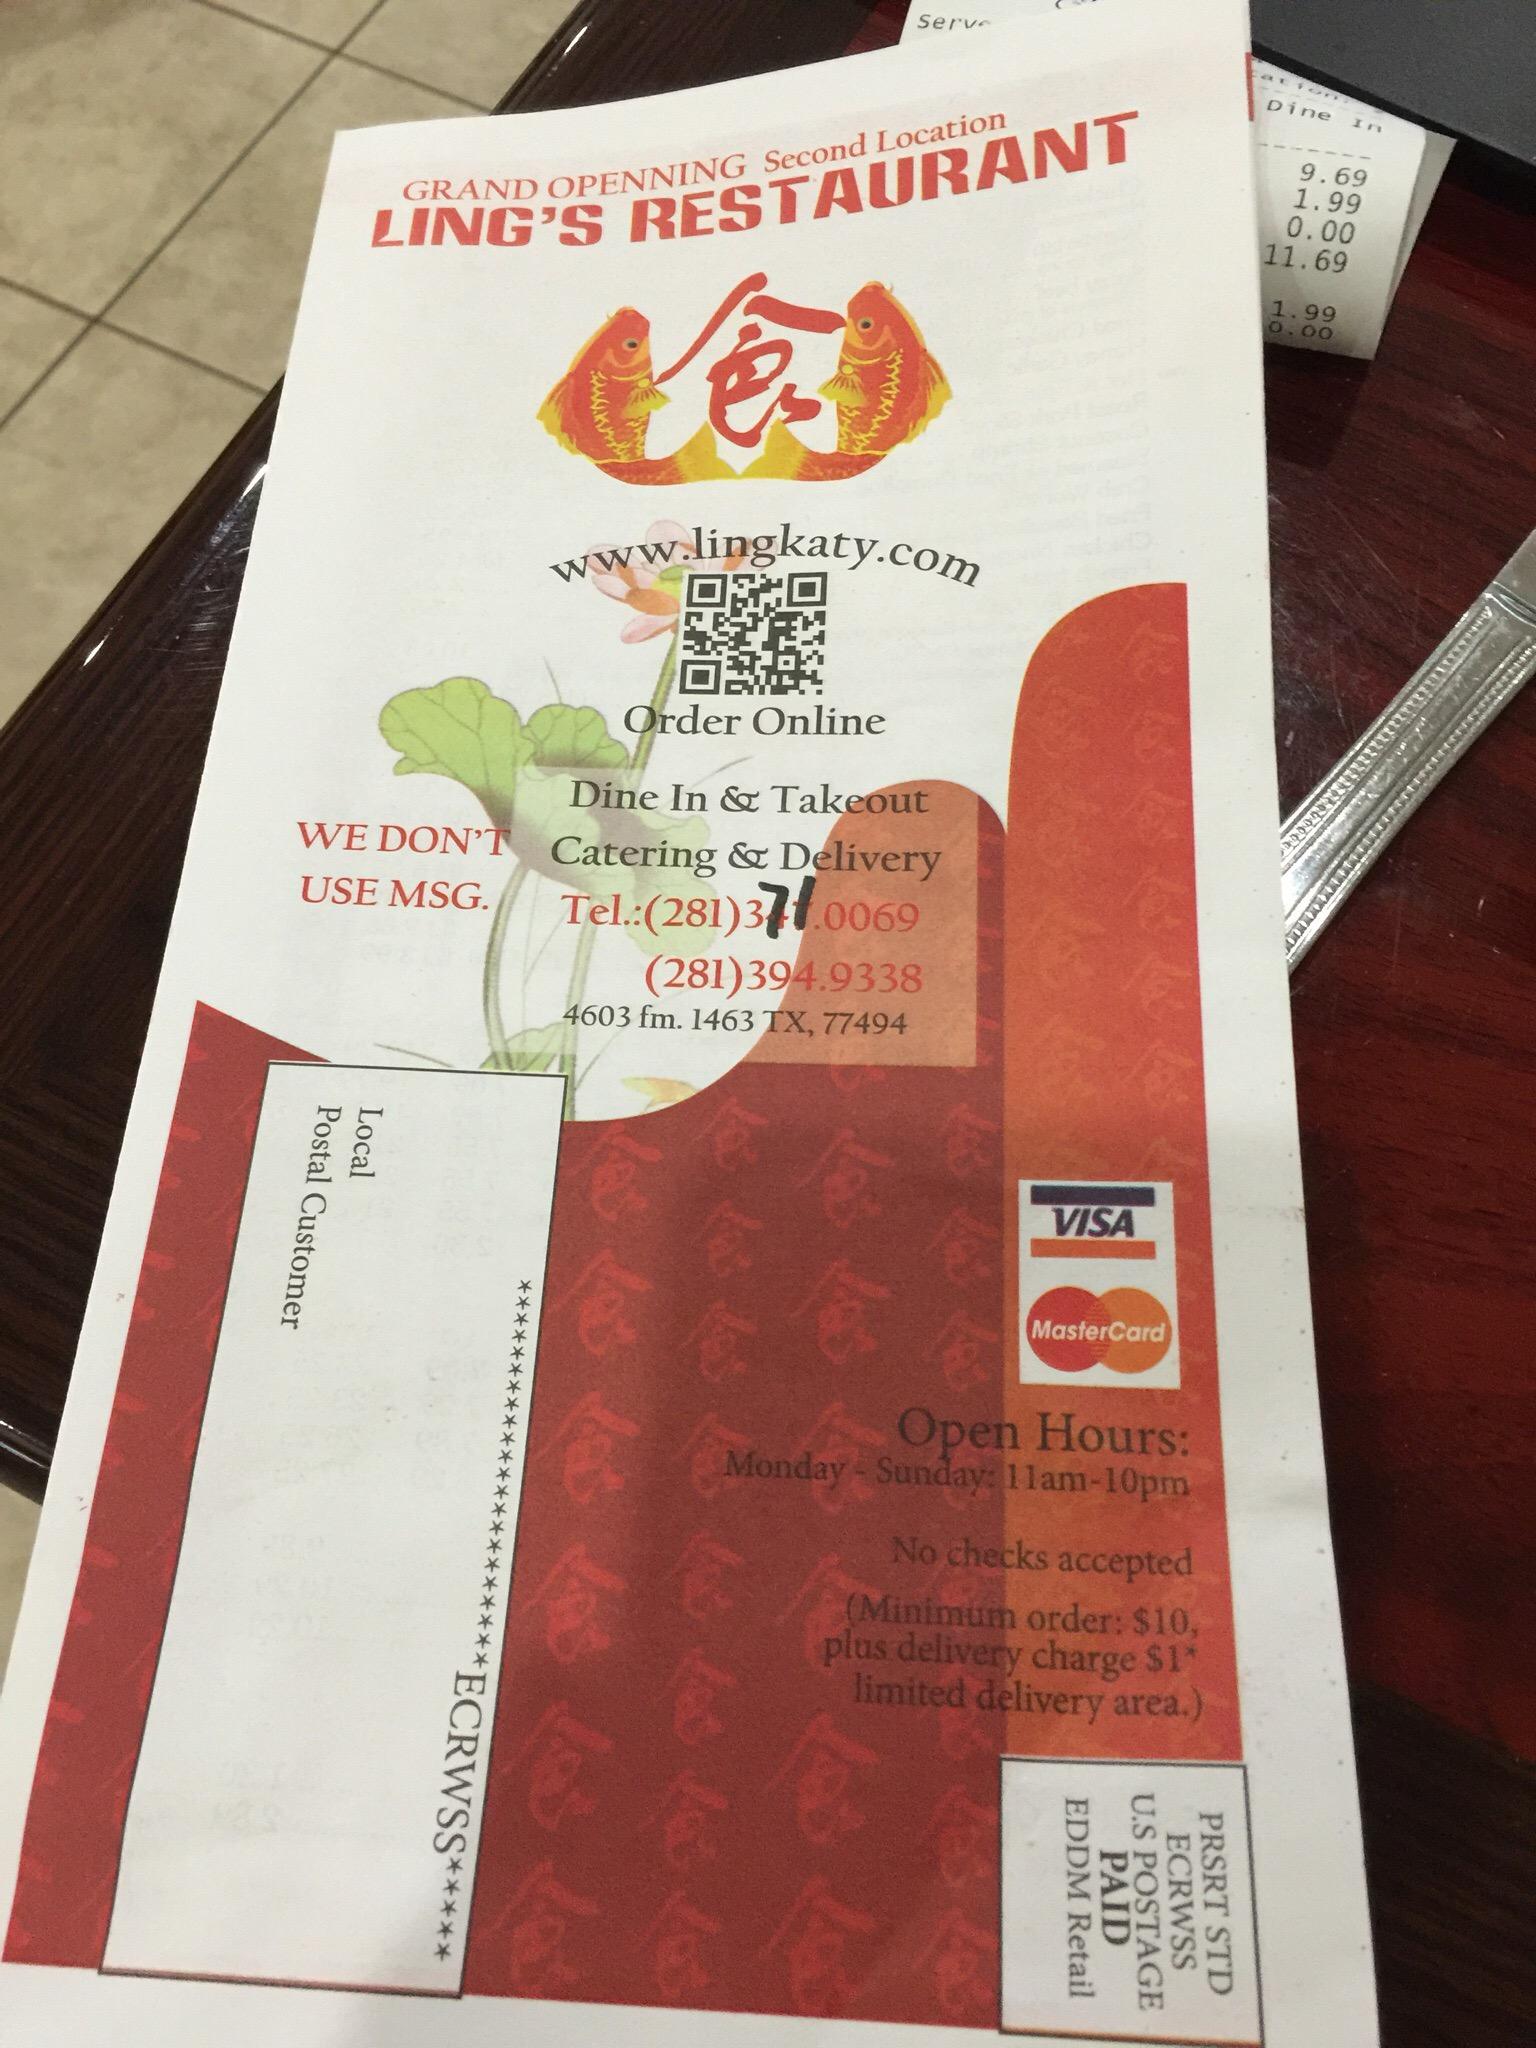 Serv
Dine In
9.69
1.99
0.00
11.69
1.99
0.00
GRAND OPENNING Second Location
LING'S RESTAURANT
食
www.lingkaty.com
Order Online
Dine In & Takeout
Catering & Delivery
WE DON'T
USE MSG.
Tel.:(281)371.0069
(281)394.9338
4603 fm. 1463 TX, 77494
VISA
MasterCard
Open Hours:
Monday - Sunday: 11am-10pm
No checks accepted
(Minimum order: $10,
plus delivery charge $1*
limited delivery area.)
Local
Postal Customer
ECRWSS****
PRSRT STD
ECRWSS
U.S POSTAGE
PAID
EDDM Retail